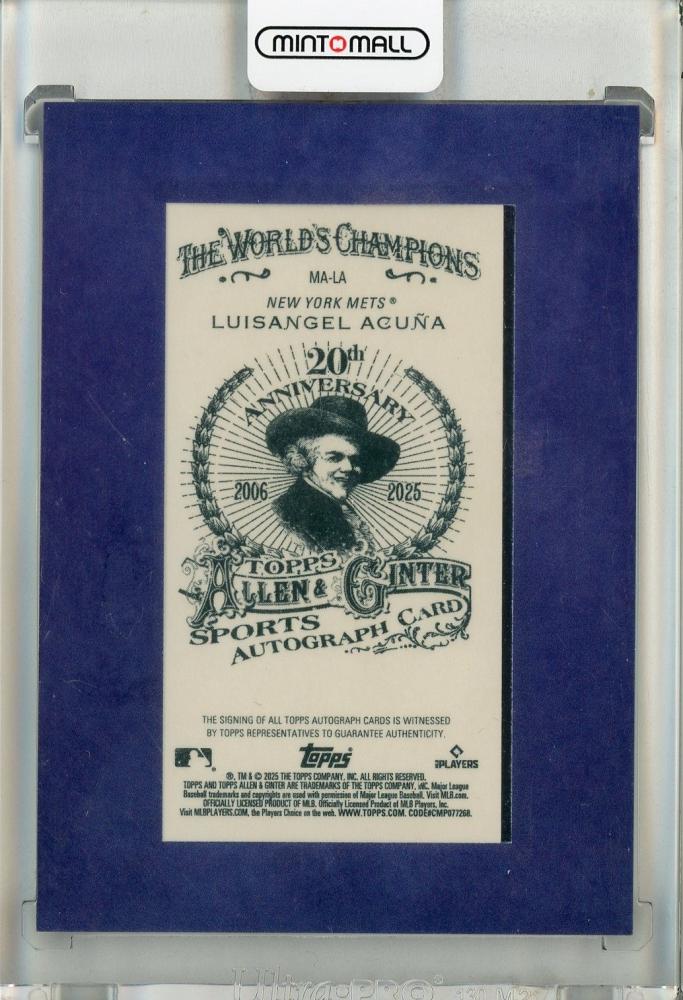 MINTOMALL
THE WORLD'S CHAMPIONS
MA-LA
NEW YORK METS®
LUISANGEL ACUÑA
20th
ANNIVERSARY
2006 2025
TOPPS
ALLEN & GINTER
SPORTS
AUTOGRAPH CARD
THE SIGNING OF ALL TOPPS AUTOGRAPH CARDS IS WITNESSED
BY TOPPS REPRESENTATIVES TO GUARANTEE AUTHENTICITY.
topps
PLAYERS
®, TM & © 2025 THE TOPPS COMPANY, INC. ALL RIGHTS RESERVED.
TOPPS AND TOPPS ALLEN & GINTER ARE TRADEMARKS OF THE TOPPS COMPANY, INC. Major League
Baseball trademarks and copyrights are used with permission of Major League Baseball. Visit MLB.com.
OFFICIALLY LICENSED PRODUCT OF MLB. Officially Licensed Product of MLB Players, Inc.
Visit MLBPLAYERS.COM, the Players Choice on the web. WWW.TOPPS.COM. CODE#CMP077268.
Ultra·PRO®